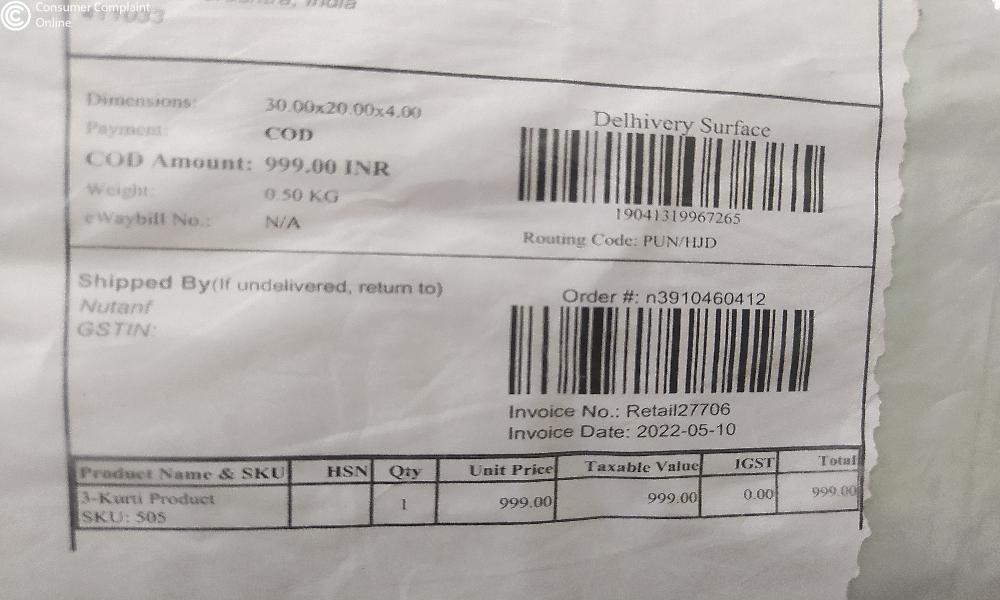 Consumer Complaint
Online
India
411033
Dimensions: 30.00x20.00x4.00
Payment: COD
COD Amount: 999.00 INR
Weight: 0.50 KG
eWaybill No.: N/A
Delhivery Surface
19041319967265
Routing Code: PUN/HJD
Shipped By(If undelivered, return to)
Nutanf
GSTIN:
Order #: n3910460412
Invoice No.: Retail27706
Invoice Date: 2022-05-10
Product Name & SKU HSN Qty Unit Price Taxable Value IGST Total
3-Kurti Product 1 999.00 999.00 0.00 999.00
SKU: 505